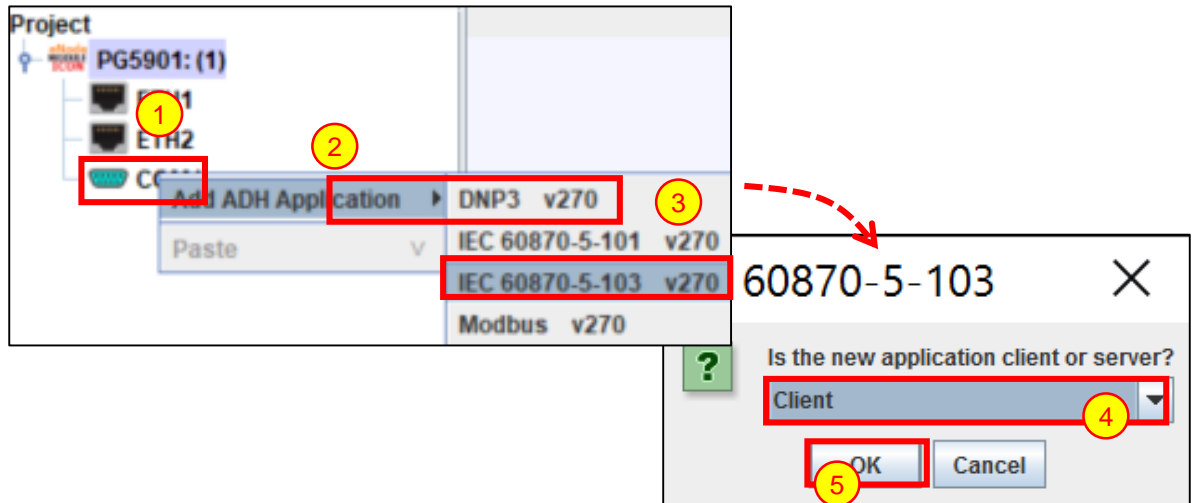 Project
PG5901: (1)
ETH1
1
ETH2
2
Add ADH Application
DNP3 v270
3
Paste V
IEC 60870-5-101 v270
IEC 60870-5-103 v270
Modbus v270
60870-5-103
Is the new application client or server?
Client
4
OK Cancel
5